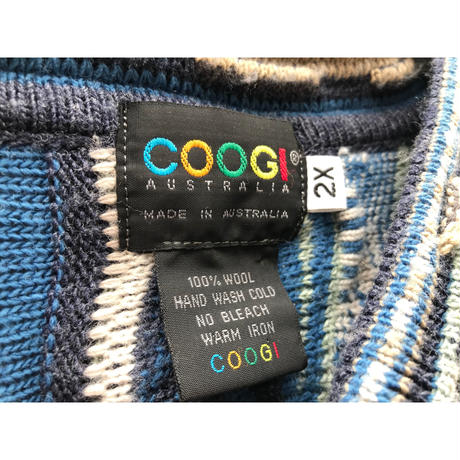 COOGI®
AUSTRALIA
MADE IN AUSTRALIA
2X
100% WOOL
HAND WASH COLD
NO BLEACH
WARM IRON
COOGI